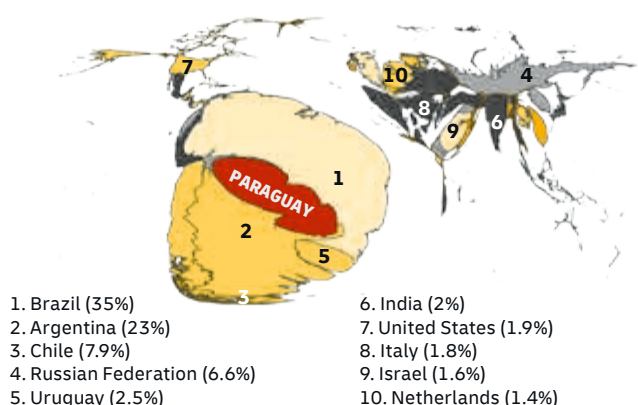 7
10
4
8
6
9
1
PARAGUAY
2
5
3
1. Brazil (35%)
2. Argentina (23%)
3. Chile (7.9%)
4. Russian Federation (6.6%)
5. Uruguay (2.5%)
6. India (2%)
7. United States (1.9%)
8. Italy (1.8%)
9. Israel (1.6%)
10. Netherlands (1.4%)